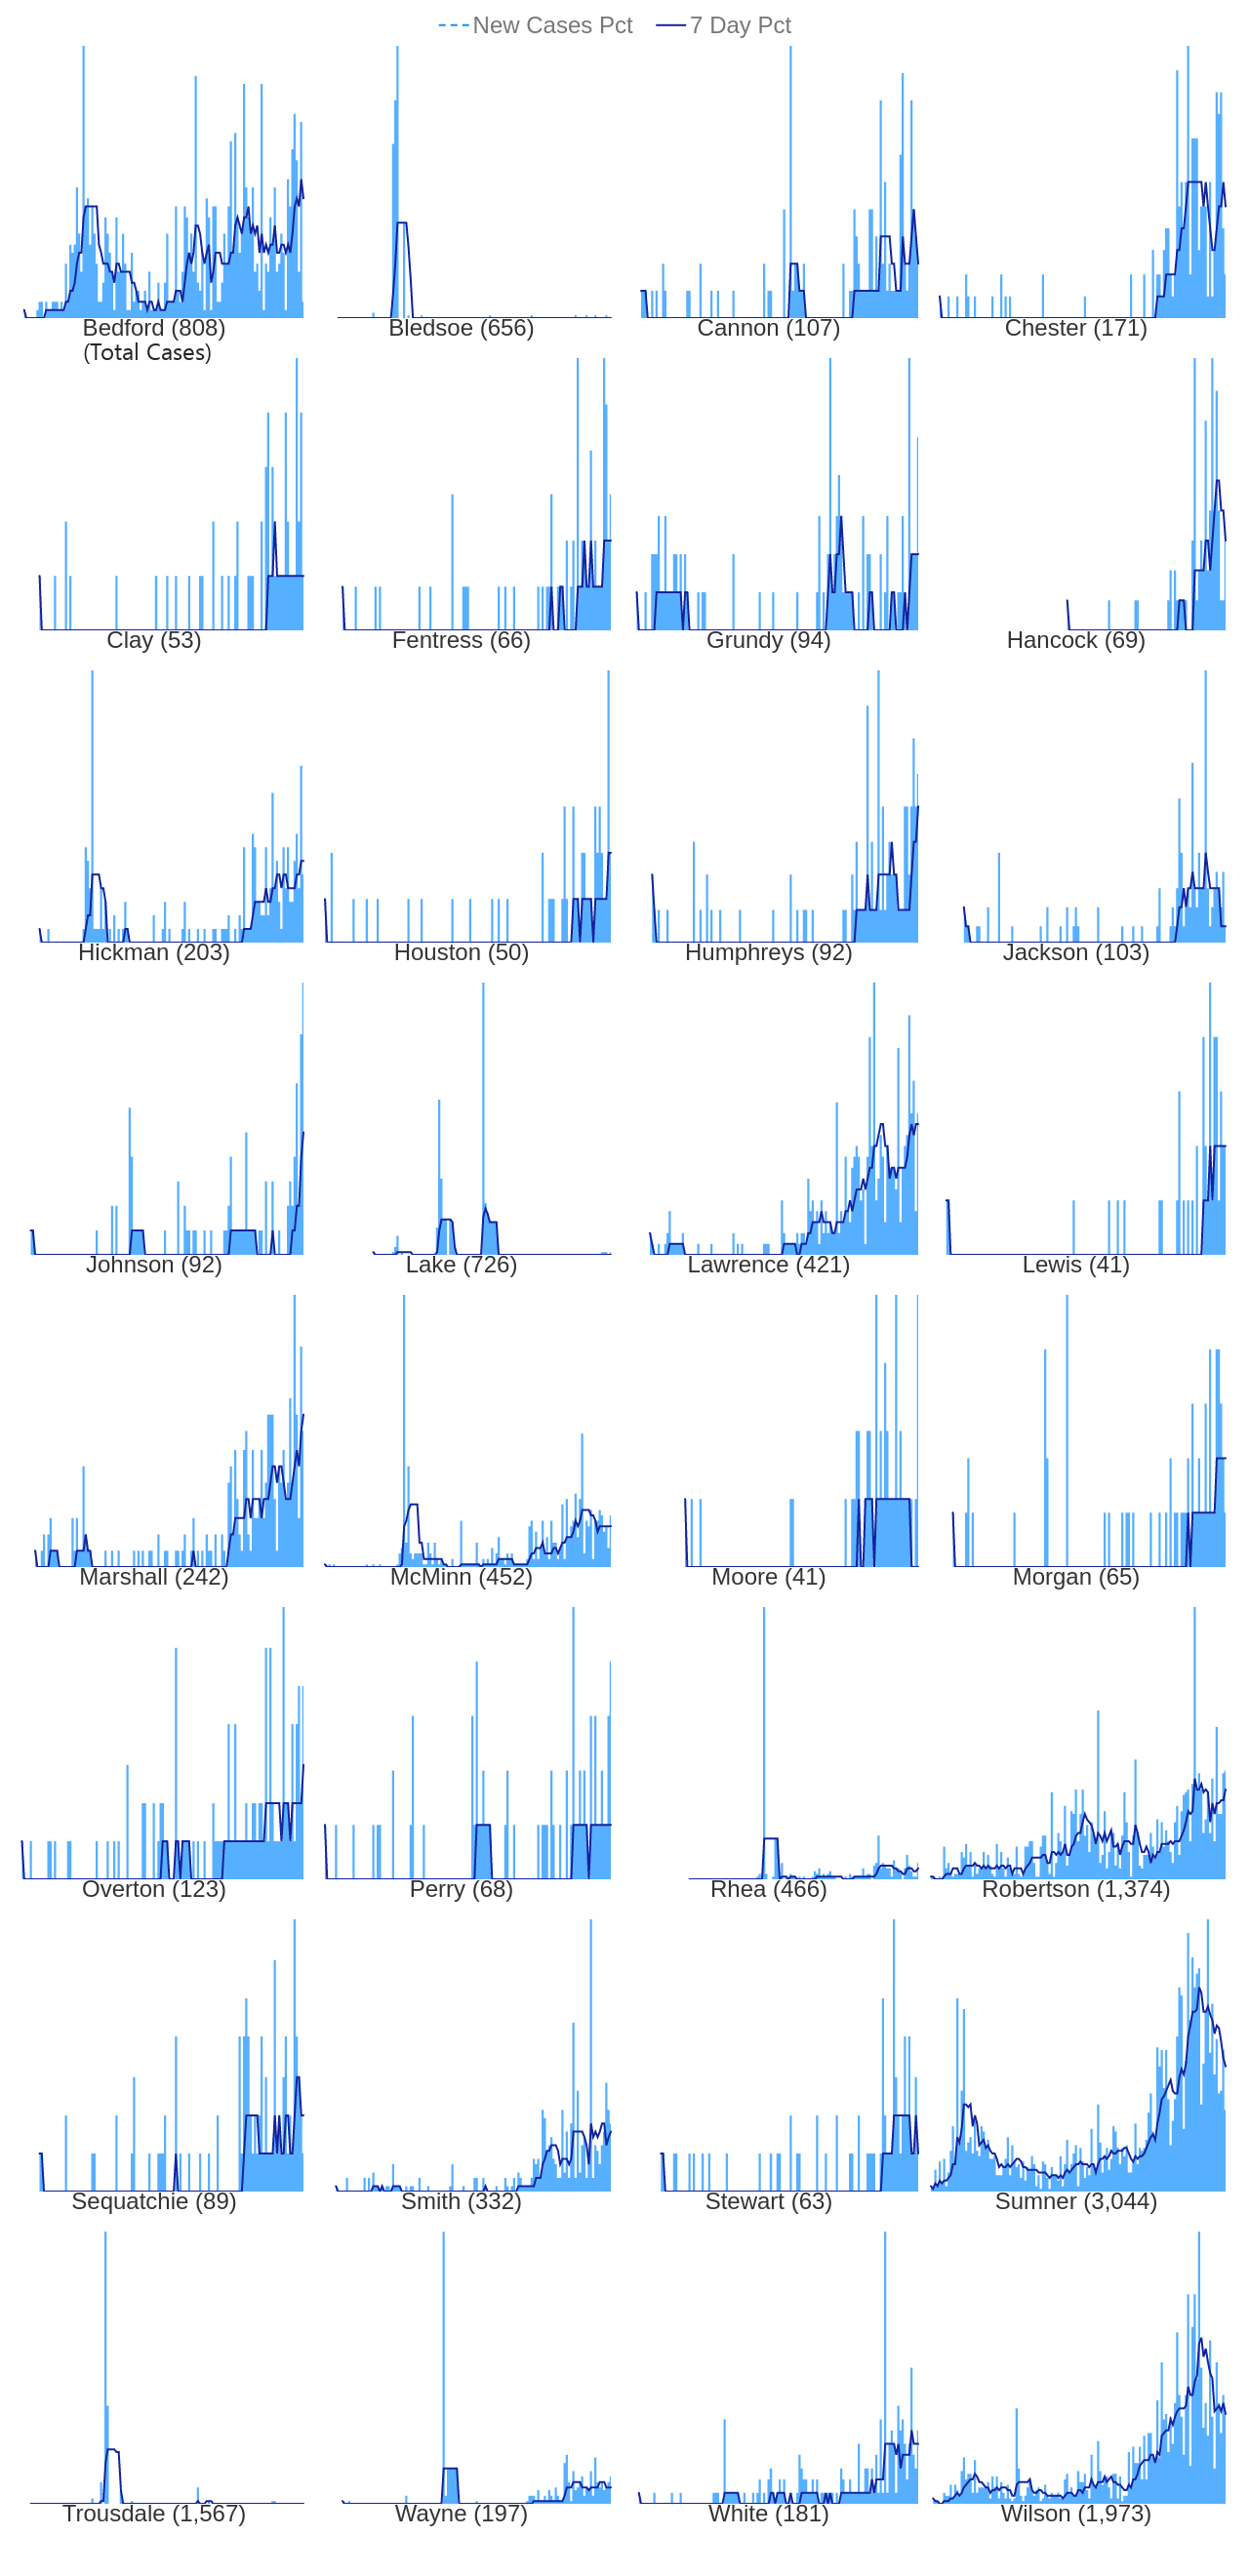 New Cases Pct 7 Day Pct
Bedford (808) Bledsoe (656) Cannon (107) Chester (171)
(Total Cases)
Clay (53) Fentress (66) Grundy (94) Hancock (69)
Hickman (203) Houston (50) Humphreys (92) Jackson (103)
Johnson (92) Lake (726) Lawrence (421) Lewis (41)
Marshall (242) McMinn (452) Moore (41) Morgan (65)
Overton (123) Perry (68) Rhea (466) Robertson (1,374)
Sequatchie (89) Smith (332) Stewart (63) Sumner (3,044)
Trousdale (1,567) Wayne (197) White (181) Wilson (1,973)